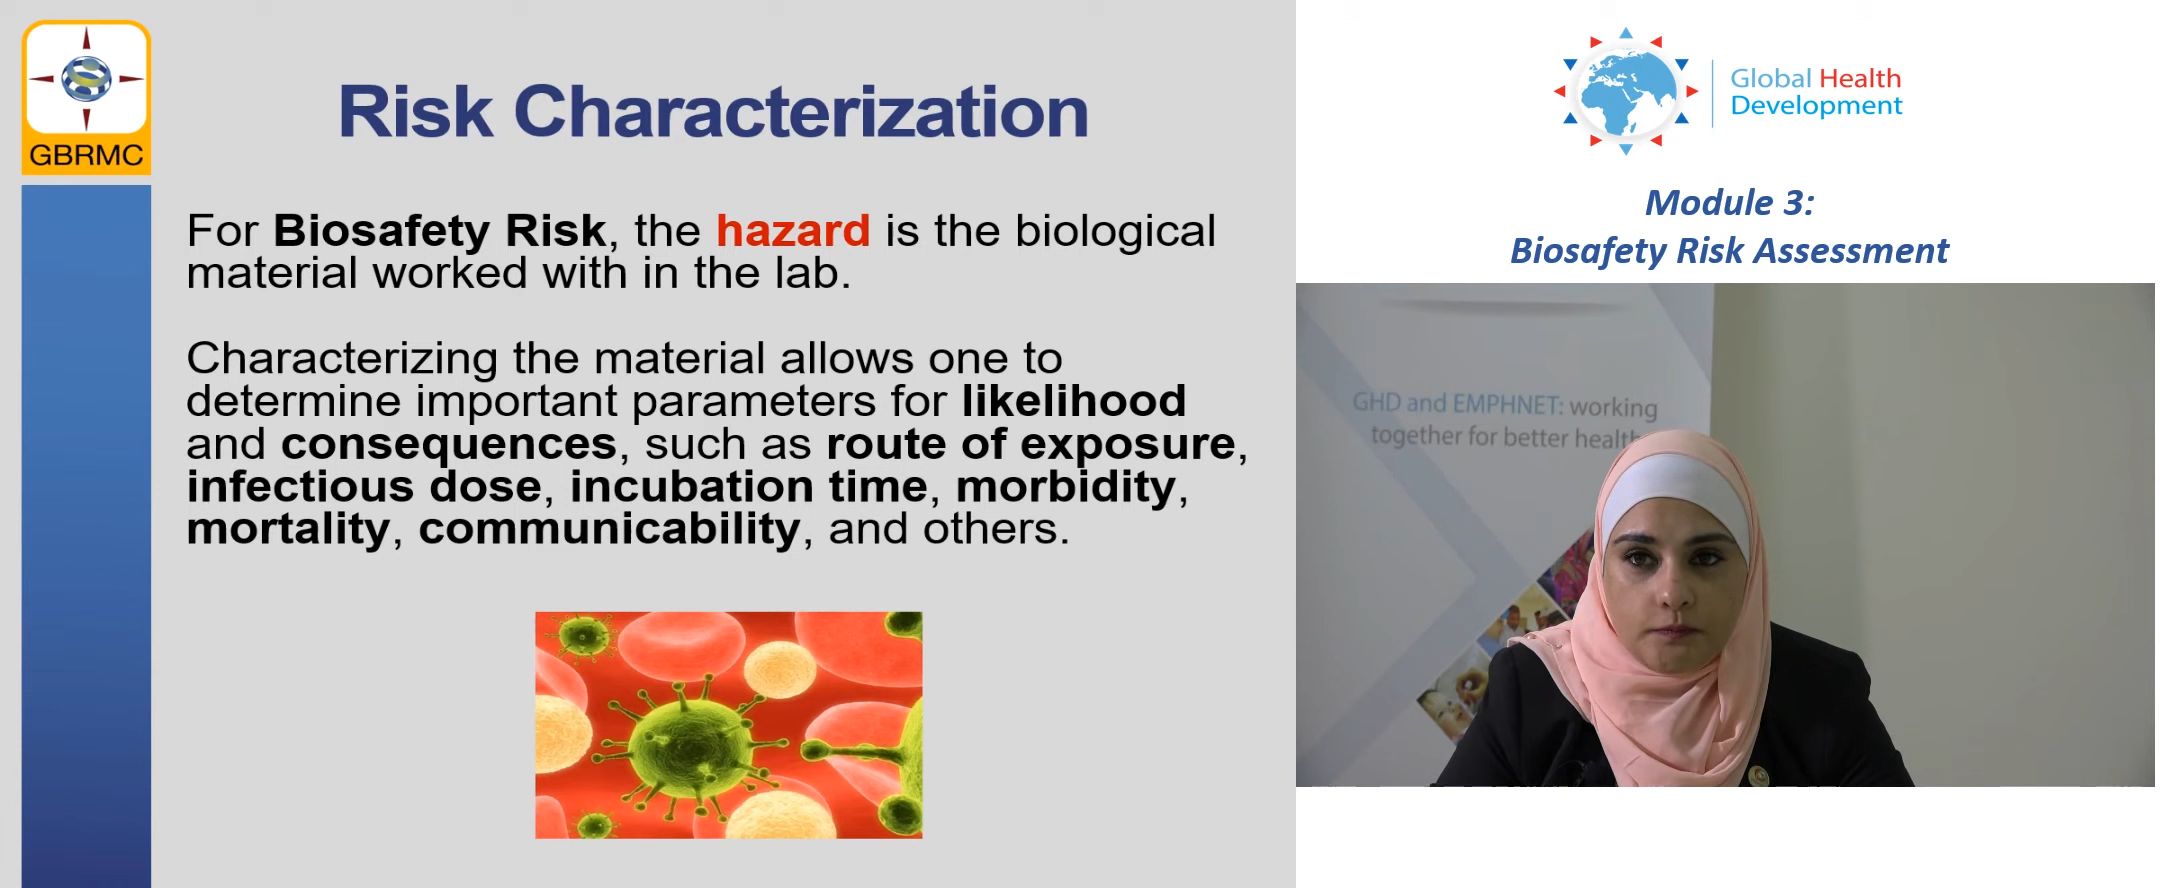 GBRMC
Risk Characterization
For Biosafety Risk, the hazard is the biological
material worked with in the lab.
Characterizing the material allows one to
determine important parameters for likelihood
and consequences, such as route of exposure,
infectious dose, incubation time, morbidity,
mortality, communicability, and others.
Global Health
Development
Module 3:
Biosafety Risk Assessment
GHD and EMPHNET: working
together for better health